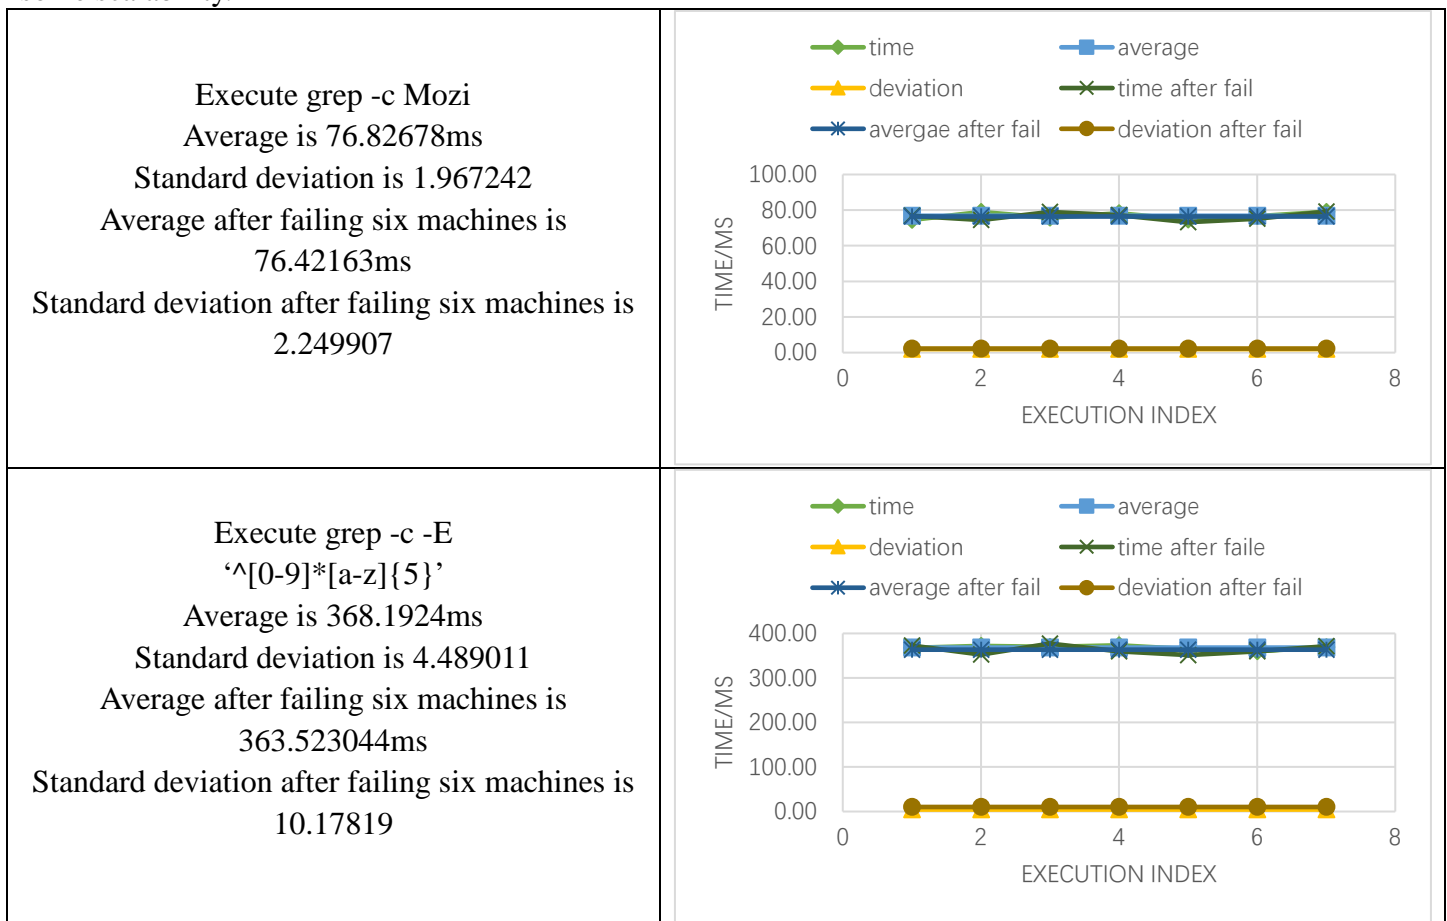 Execute grep -c Mozi
Average is 76.82678ms
Standard deviation is 1.967242
Average after failing six machines is
76.42163ms
Standard deviation after failing six machines is
2.249907
time
average
deviation
time after fail
avergae after fail
deviation after fail
100.00
80.00
60.00
40.00
20.00
0.00
TIME/MS
0 2 4 6 8
EXECUTION INDEX
Execute grep -c -E
‘^[0-9]*[a-z]{5}’
Average is 368.1924ms
Standard deviation is 4.489011
Average after failing six machines is
363.523044ms
Standard deviation after failing six machines is
10.17819
time
average
deviation
time after faile
average after fail
deviation after fail
400.00
300.00
200.00
100.00
0.00
TIME/MS
0 2 4 6 8
EXECUTION INDEX